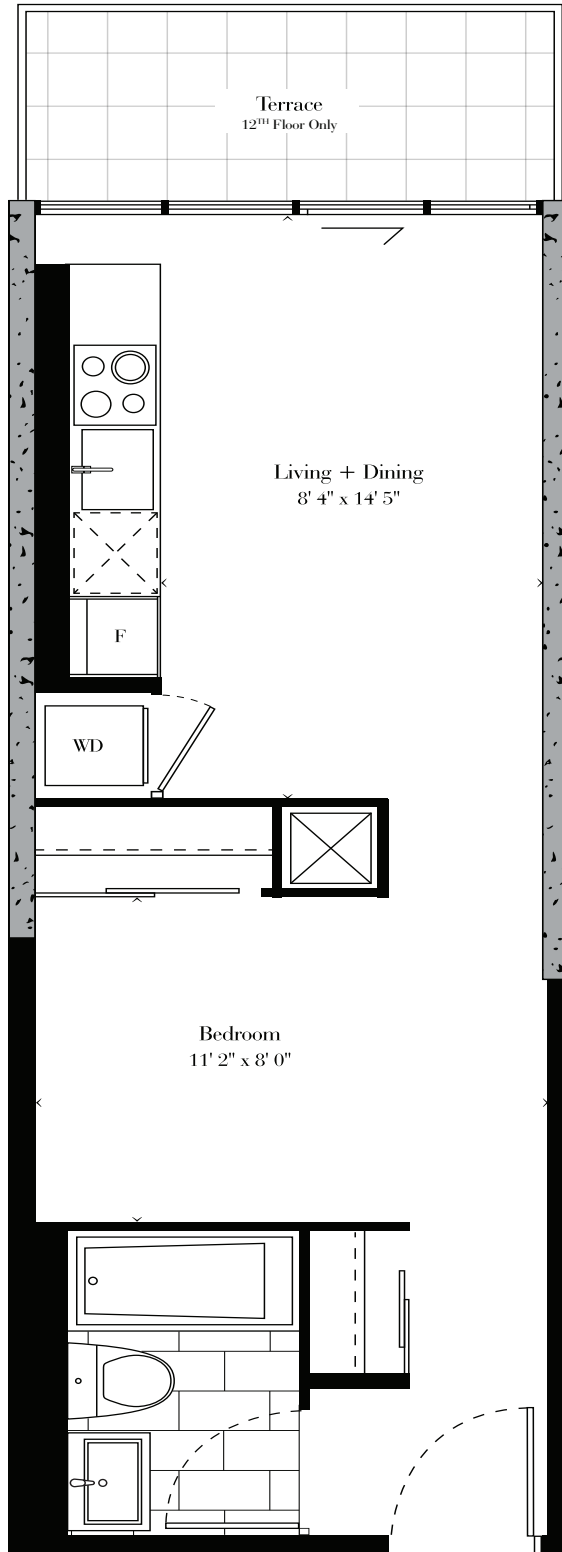 Terrace
12TH Floor Only
Living + Dining
8' 4" x 14' 5"
F
WD
Bedroom
11' 2" x 8' 0"